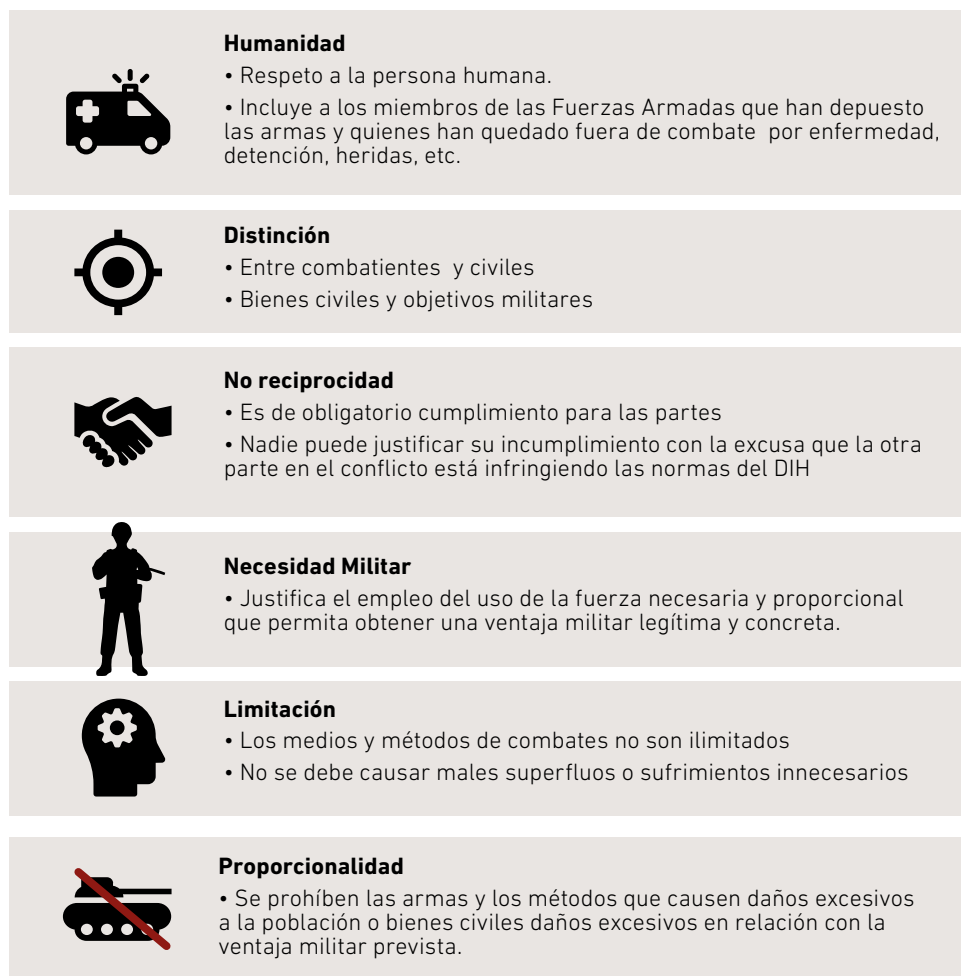 Humanidad
• Respeto a la persona humana.
• Incluye a los miembros de las Fuerzas Armadas que han depuesto
las armas y quienes han quedado fuera de combate por enfermedad,
detención, heridas, etc.
Distinción
• Entre combatientes y civiles
• Bienes civiles y objetivos militares
No reciprocidad
• Es de obligatorio cumplimiento para las partes
• Nadie puede justificar su incumplimiento con la excusa que la otra
parte en el conflicto está infringiendo las normas del DIH
Necesidad Militar
• Justifica el empleo del uso de la fuerza necesaria y proporcional
que permita obtener una ventaja militar legítima y concreta.
Limitación
• Los medios y métodos de combates no son ilimitados
• No se debe causar males superfluos o sufrimientos innecesarios
Proporcionalidad
• Se prohíben las armas y los métodos que causen daños excesivos
a la población o bienes civiles daños excesivos en relación con la
ventaja militar prevista.